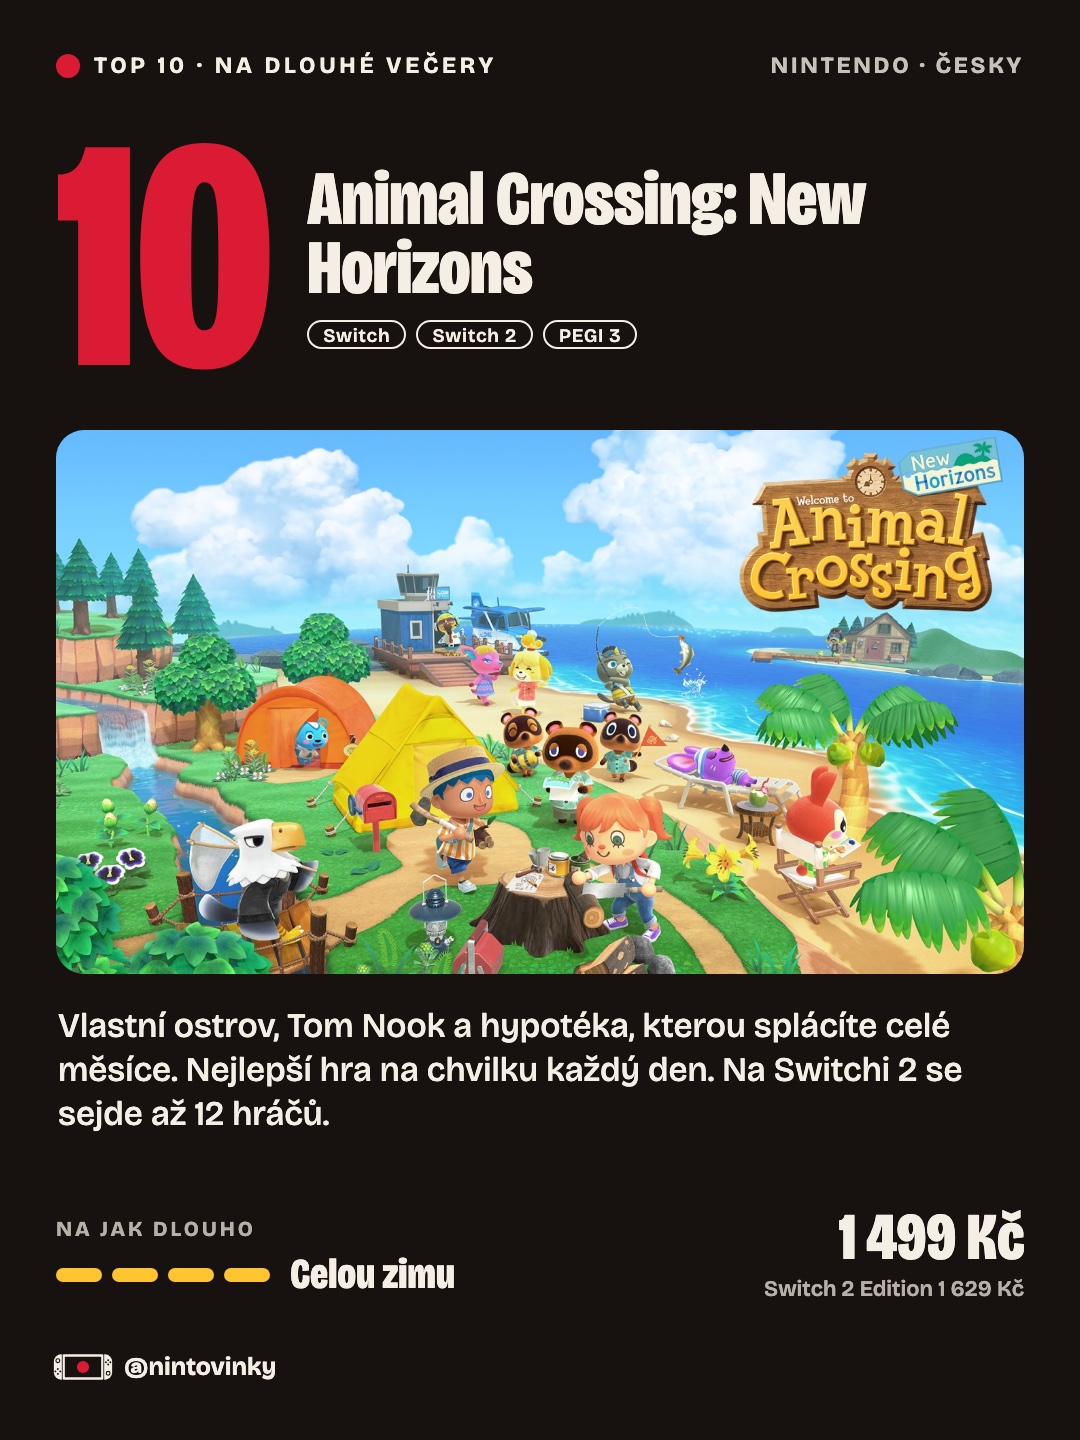 TOP 10 · NA DLOUHÉ VEČERY
NINTENDO · ČESKY
10
Animal Crossing: New
Horizons
Switch
Switch 2
PEGI 3
New
Horizons
Welcome to
Animal
Crossing
Vlastní ostrov, Tom Nook a hypotéka, kterou splácíte celé
měsíce. Nejlepší hra na chvilku každý den. Na Switchi 2 se
sejde až 12 hráčů.
NA JAK DLOUHO
Celou zimu
1 499 Kč
Switch 2 Edition 1 629 Kč
@nintovinky